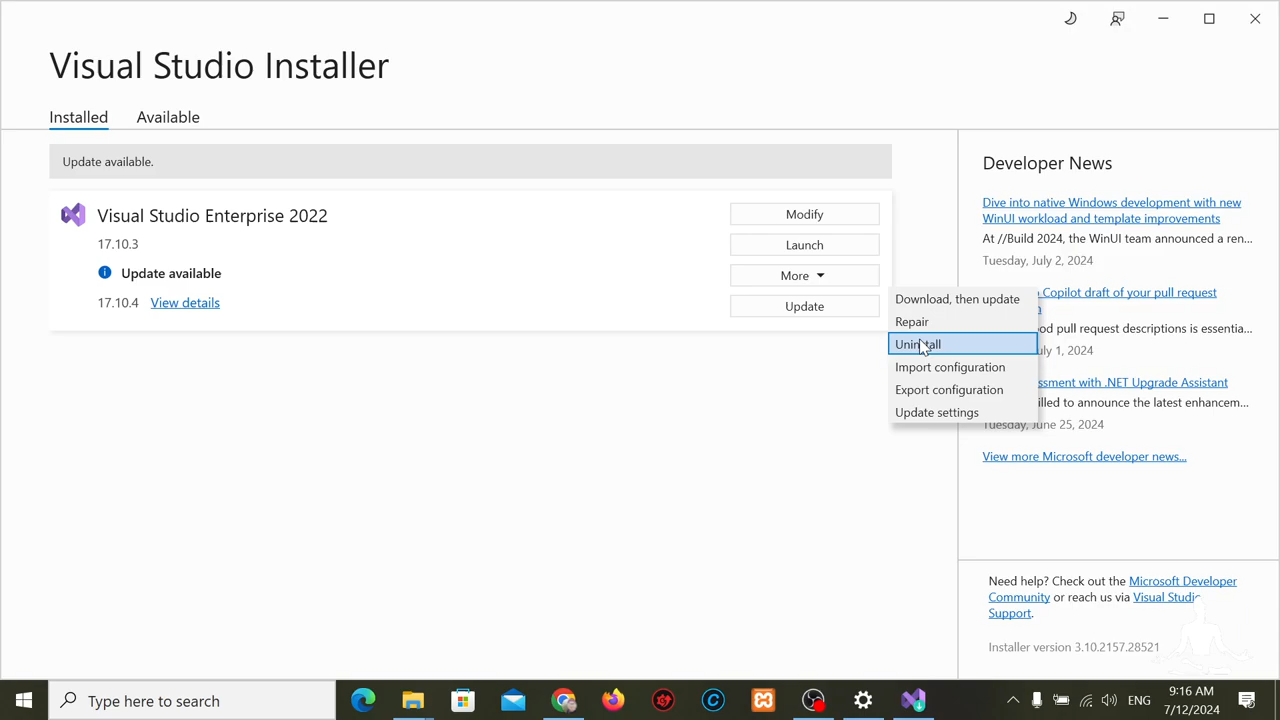 Visual Studio Installer
Installed
Available
Update available.
Visual Studio Enterprise 2022
17.10.3
Update available
17.10.4 View details
Modify
Launch
More
Update
Download, then update
Repair
Uninstall
Import configuration
Export configuration
Update settings
Developer News
Dive into native Windows development with new
WinUI workload and template improvements
At //Build 2024, the WinUI team announced a ren...
Tuesday, July 2, 2024
Copilot draft of your pull request
pull request descriptions is essentia...
1, 2024
with .NET Upgrade Assistant
to announce the latest enhancem...
Tuesday, June 25, 2024
View more Microsoft developer news...
Need help? Check out the Microsoft Developer
Community or reach us via Visual Studio
Support.
Installer version 3.10.2157.28521
Type here to search
ENG
9:16 AM
7/12/2024